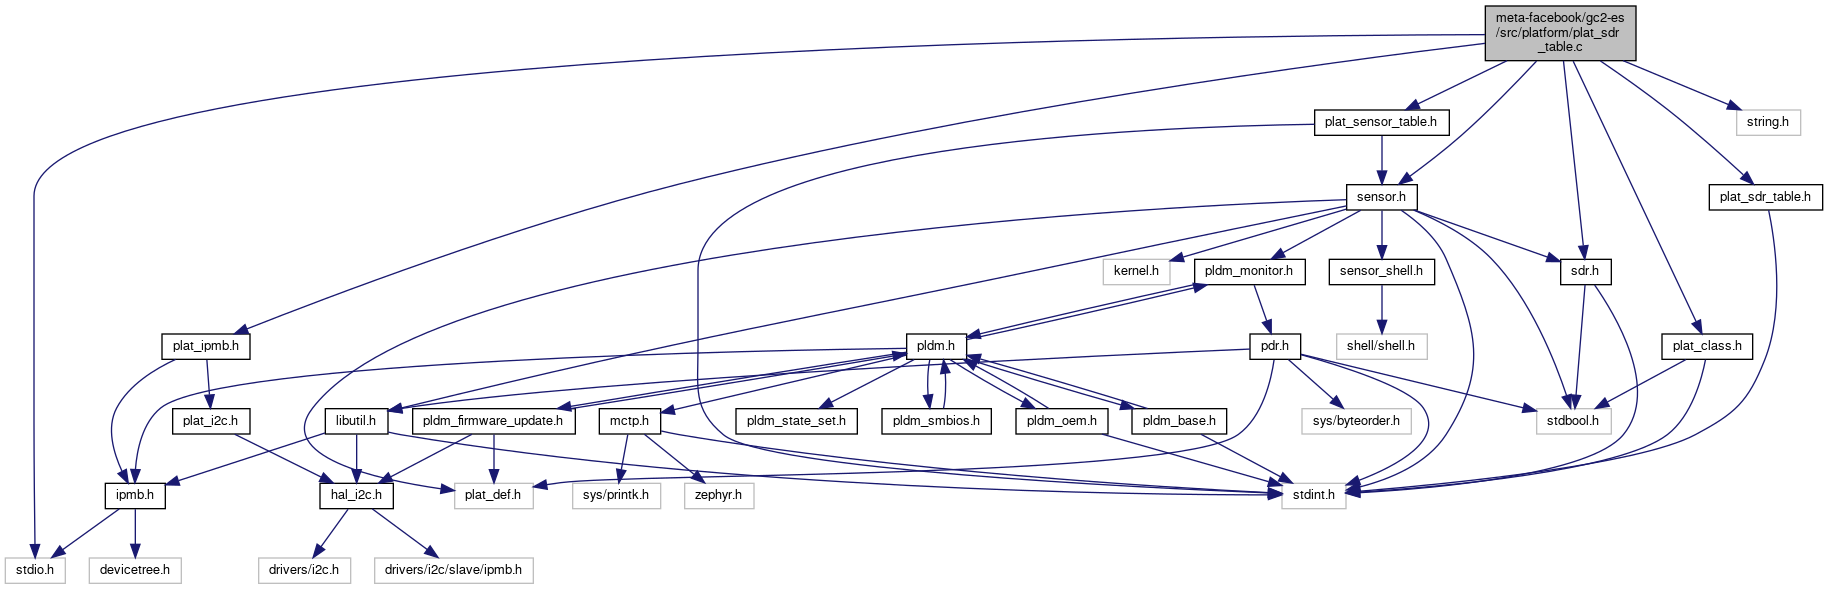 meta-facebook/gc2-es
/src/platform/plat_sdr
_table.c
plat_sensor_table.h
string.h
sensor.h
plat_sdr_table.h
kernel.h
pldm_monitor.h
sensor_shell.h
sdr.h
plat_ipmb.h
pldm.h
pdr.h
shell/shell.h
plat_class.h
plat_i2c.h
libutil.h
pldm_firmware_update.h
mctp.h
pldm_state_set.h
pldm_smbios.h
pldm_oem.h
pldm_base.h
sys/byteorder.h
stdbool.h
ipmb.h
hal_i2c.h
plat_def.h
sys/printk.h
zephyr.h
stdint.h
stdio.h
devicetree.h
drivers/i2c.h
drivers/i2c/slave/ipmb.h